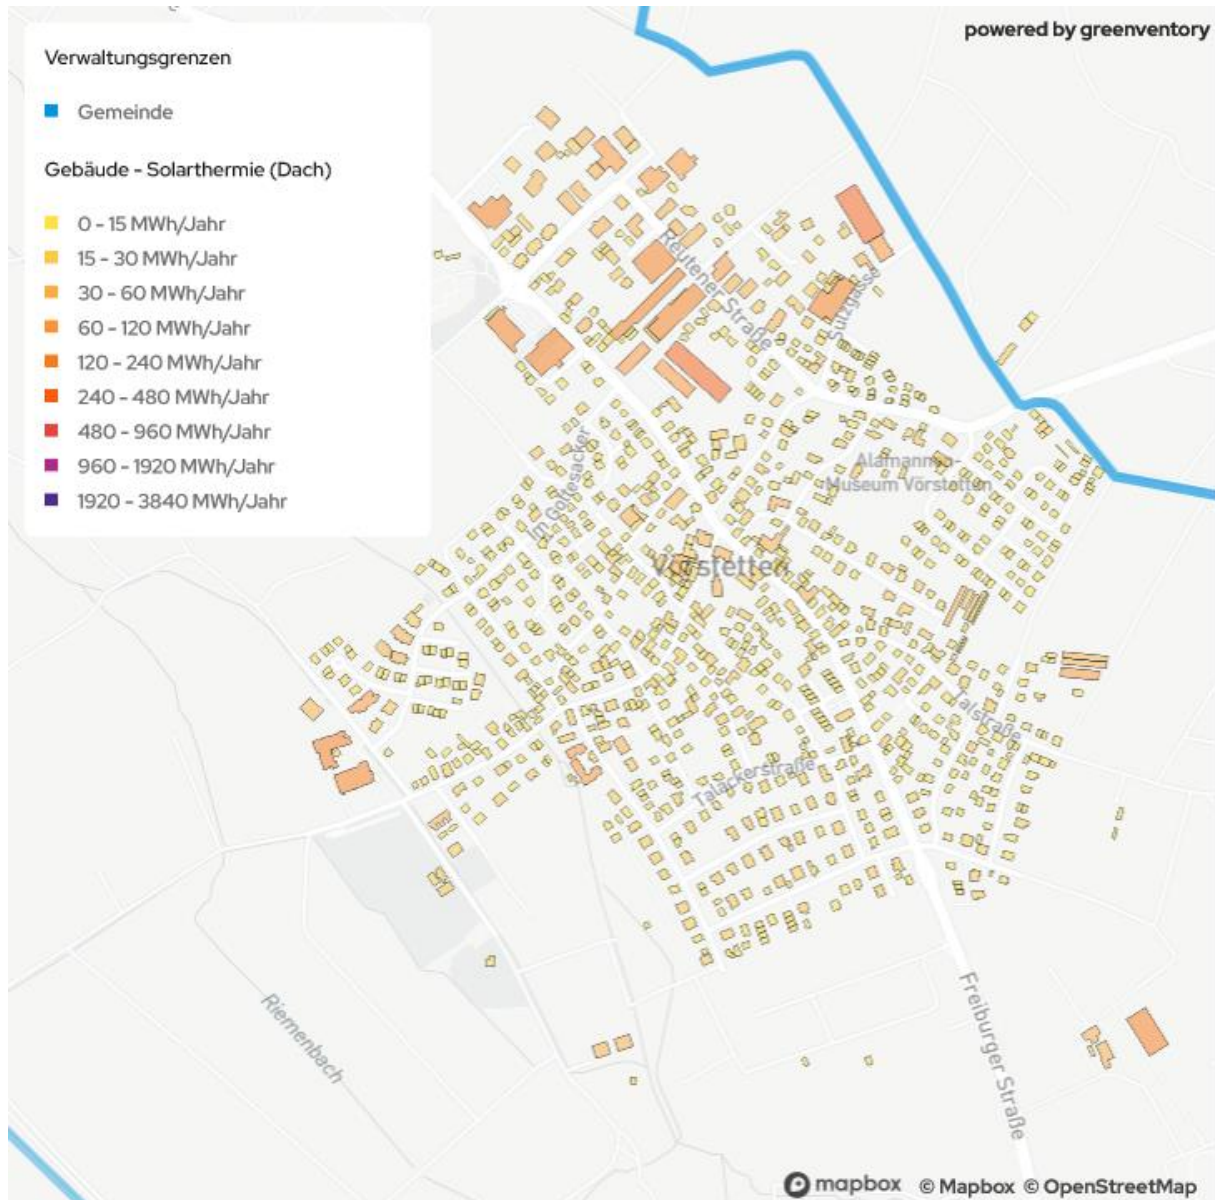 powered by greenventory
Verwaltungsgrenzen
Gemeinde
Gebäude - Solarthermie (Dach)
0 - 15 MWh/Jahr
15 - 30 MWh/Jahr
30 - 60 MWh/Jahr
60 - 120 MWh/Jahr
120 - 240 MWh/Jahr
240 - 480 MWh/Jahr
480 - 960 MWh/Jahr
960 - 1920 MWh/Jahr
1920 - 3840 MWh/Jahr
Reutener Straße
Sulzgasse
Im Gottesacker
Alamannen-
Museum Vörstetten
Vörstetten
Talstraße
Talackerstraße
Riemenbach
Freiburger Straße
mapbox © Mapbox © OpenStreetMap